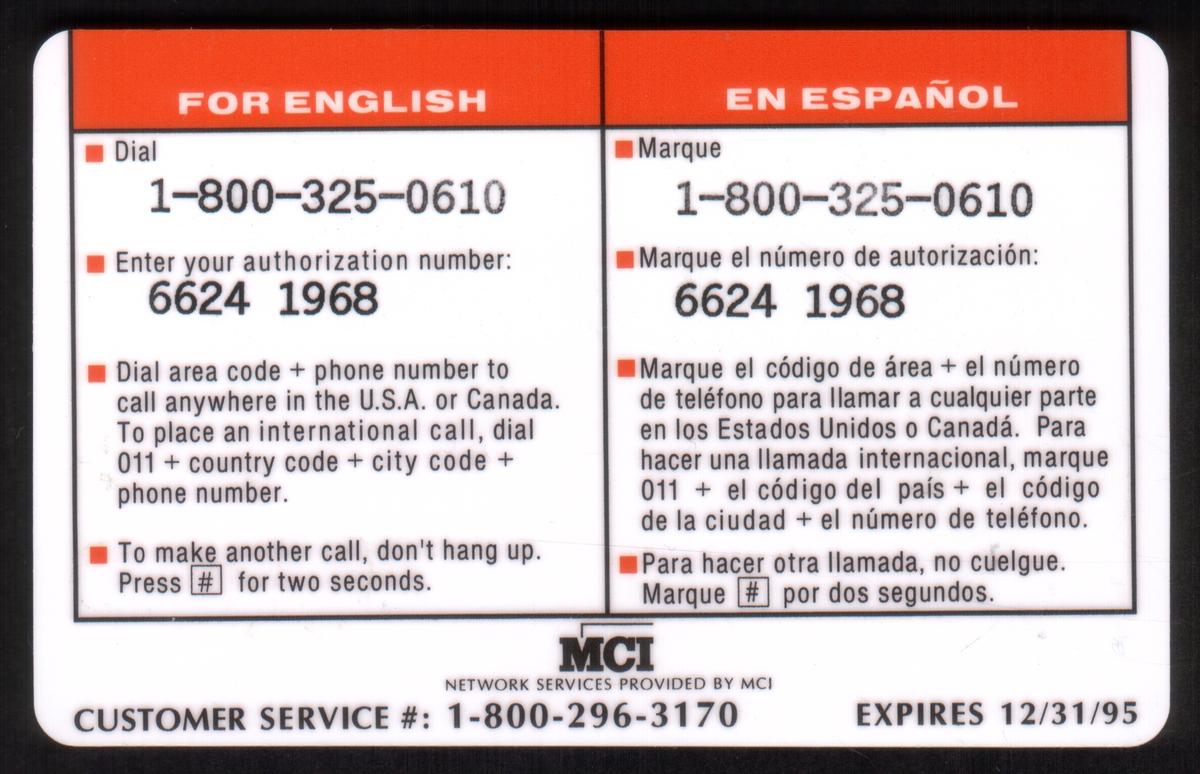 FOR ENGLISH
Dial
1-800-325-0610
Enter your authorization number:
6624 1968
Dial area code + phone number to
call anywhere in the U.S.A. or Canada.
To place an international call, dial
011 + country code + city code +
phone number.
To make another call, don't hang up.
Press # for two seconds.
EN ESPAÑOL
Marque
1-800-325-0610
Marque el número de autorización:
6624 1968
Marque el código de área + el número
de teléfono para llamar a cualquier parte
en los Estados Unidos o Canadá. Para
hacer una llamada internacional, marque
011 + el código del país + el código
de la ciudad + el número de teléfono.
Para hacer otra llamada, no cuelgue.
Marque # por dos segundos.
MCI
NETWORK SERVICES PROVIDED BY MCI
CUSTOMER SERVICE #: 1-800-296-3170
EXPIRES 12/31/95